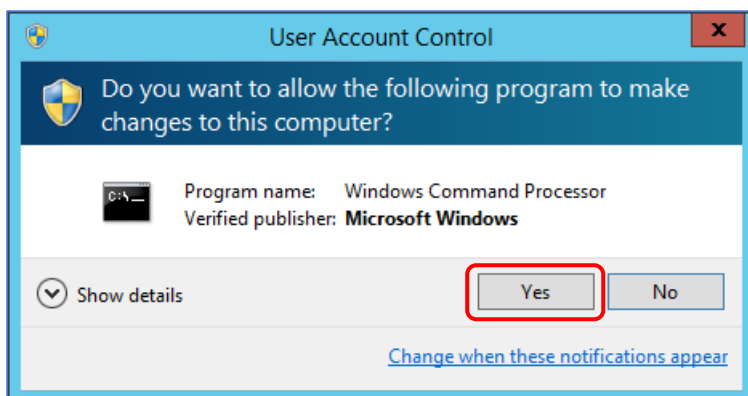 User Account Control
x
Do you want to allow the following program to make
changes to this computer?
C:\
Program name: Windows Command Processor
Verified publisher: Microsoft Windows
Show details
Yes
No
Change when these notifications appear